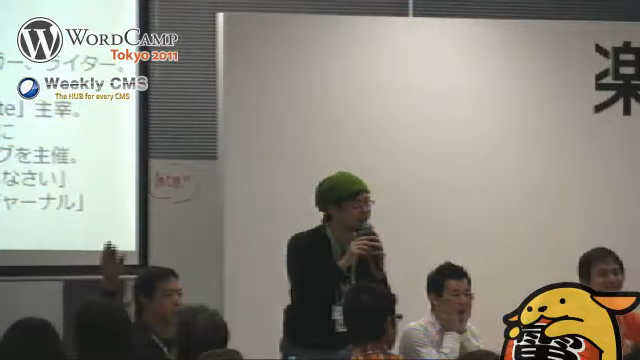 WORDCAMP
Tokyo 2011
Weekly CMS
The HUB for every CMS
ー、ライター。
te」主宰。
に
グを主催。
なさい」
ャーナル」
楽